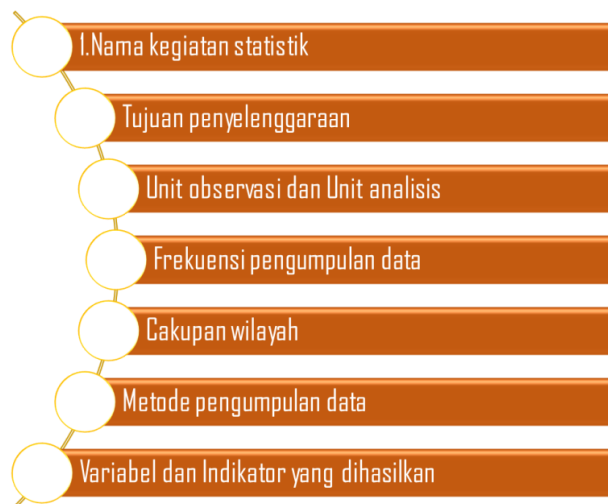 1.Nama kegiatan statistik
Tujuan penyelenggaraan
Unit observasi dan Unit analisis
Frekuensi pengumpulan data
Cakupan wilayah
Metode pengumpulan data
Variabel dan Indikator yang dihasilkan